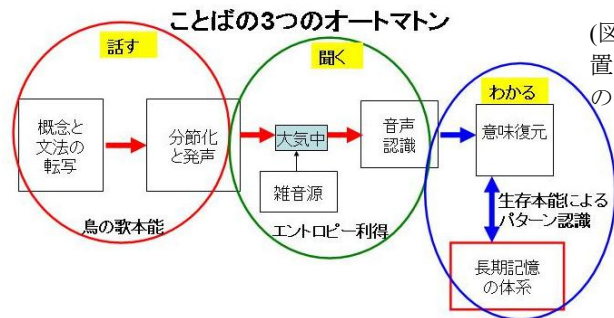 ことばの3つのオートマトン
(図
置
の
話す
聞く
わかる
概念と
文法の
転写
分節化
と発声
大気中
音声
認識
意味復元
雑音源
鳥の歌本能
エントロピー利得
生存本能による
パターン認識
長期記憶
の体系